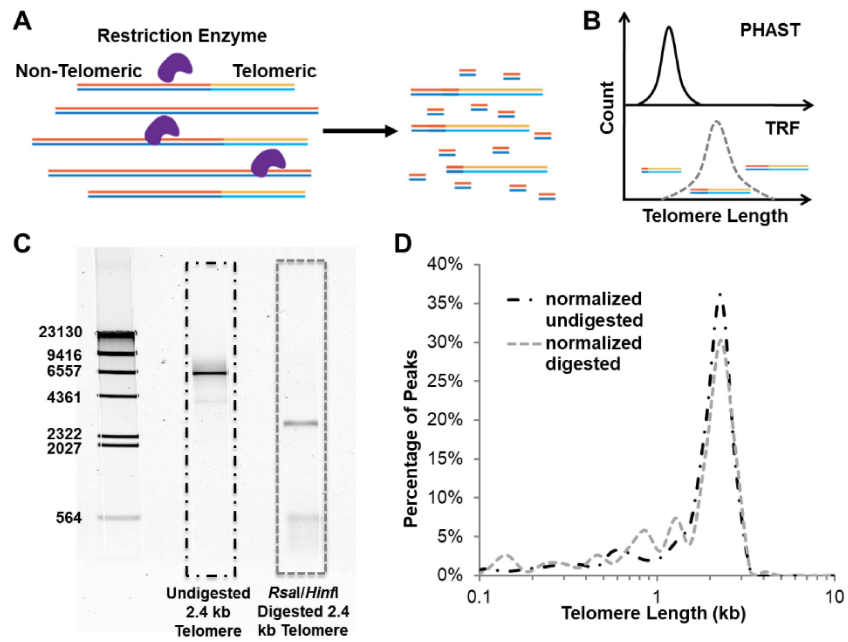 A
Restriction Enzyme
Non-Telomeric
Telomeric
B
PHAST
TRF
Count
Telomere Length
C
23130
9416
6557
4361
2322
2027
564
Undigested
2.4 kb
Telomere
RsaI/HinfI
Digested 2.4
kb Telomere
D
40%
35%
30%
25%
20%
15%
10%
5%
0%
Percentage of Peaks
normalized
undigested
normalized
digested
0.1
1
10
Telomere Length (kb)